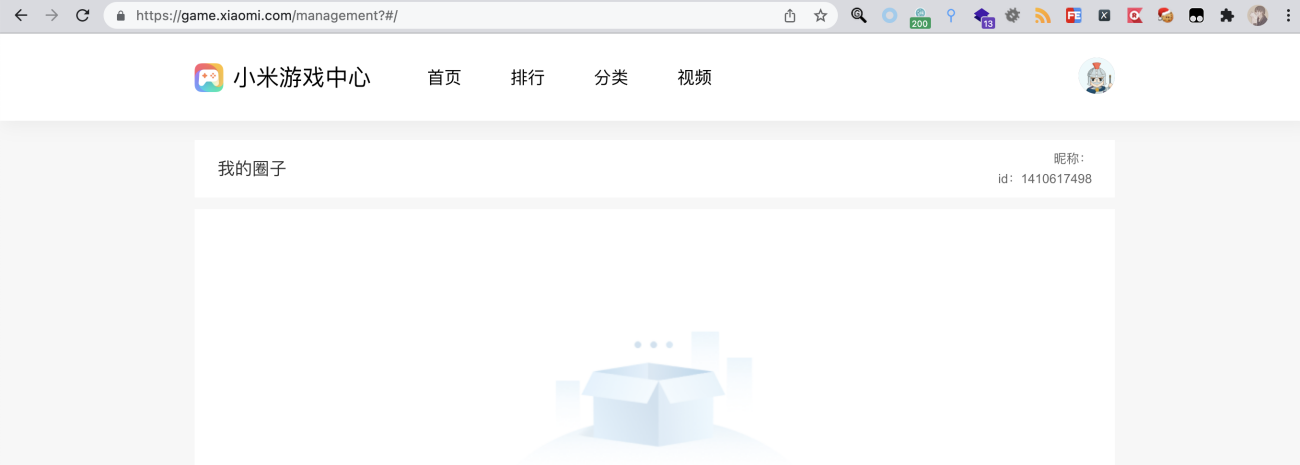 https://game.xiaomi.com/management?#/
200
13
FE
小米游戏中心 首页 排行 分类 视频
我的圈子
昵称：
id：1410617498